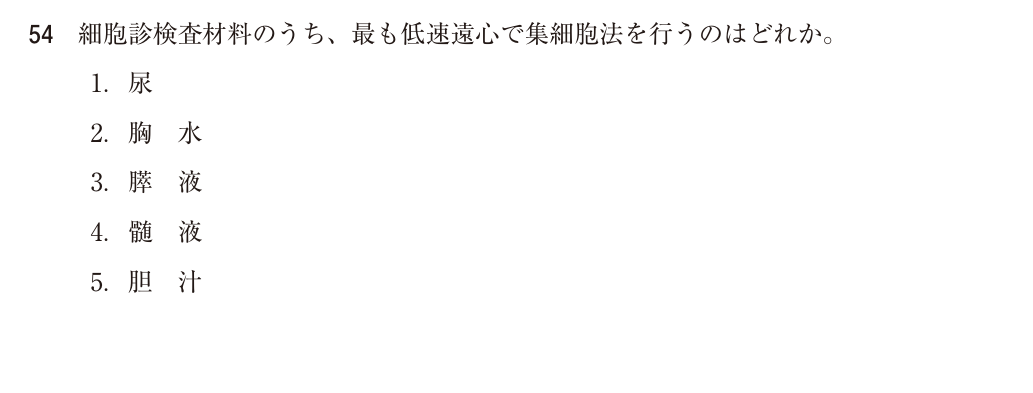 54 細胞診検査材料のうち、最も低速遠心で集細胞法を行うのはどれか。
1. 尿
2. 胸 水
3. 膵 液
4. 髄 液
5. 胆 汁